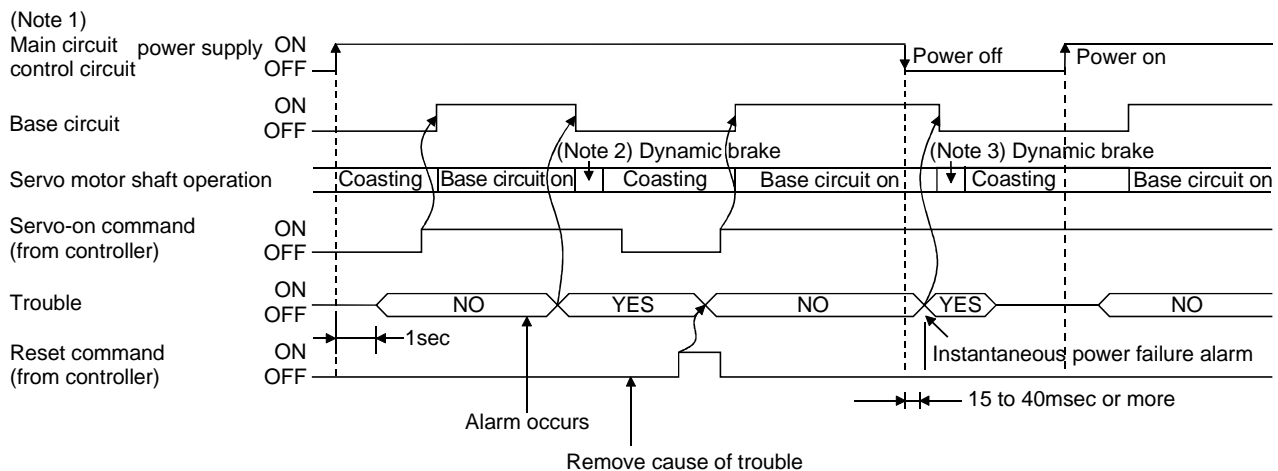 (Note 1)
Main circuit power supply ON
control circuit OFF
Power off
Power on
Base circuit
ON
OFF
(Note 2) Dynamic brake
(Note 3) Dynamic brake
Servo motor shaft operation
Coasting
Base circuit on
Coasting
Base circuit on
Coasting
Base circuit on
Servo-on command
(from controller)
ON
OFF
Trouble
ON
OFF
NO
YES
NO
YES
NO
1sec
Instantaneous power failure alarm
Reset command
(from controller)
ON
OFF
15 to 40msec or more
Alarm occurs
Remove cause of trouble